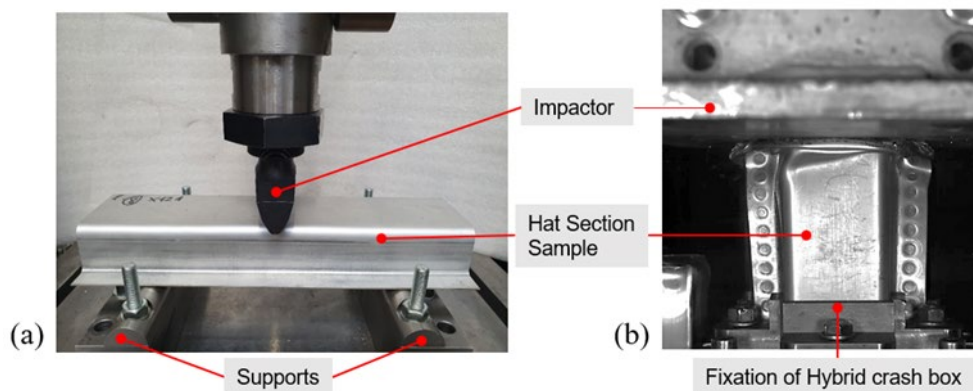 Impactor
Hat Section
Sample
(a)
(b)
Supports
Fixation of Hybrid crash box